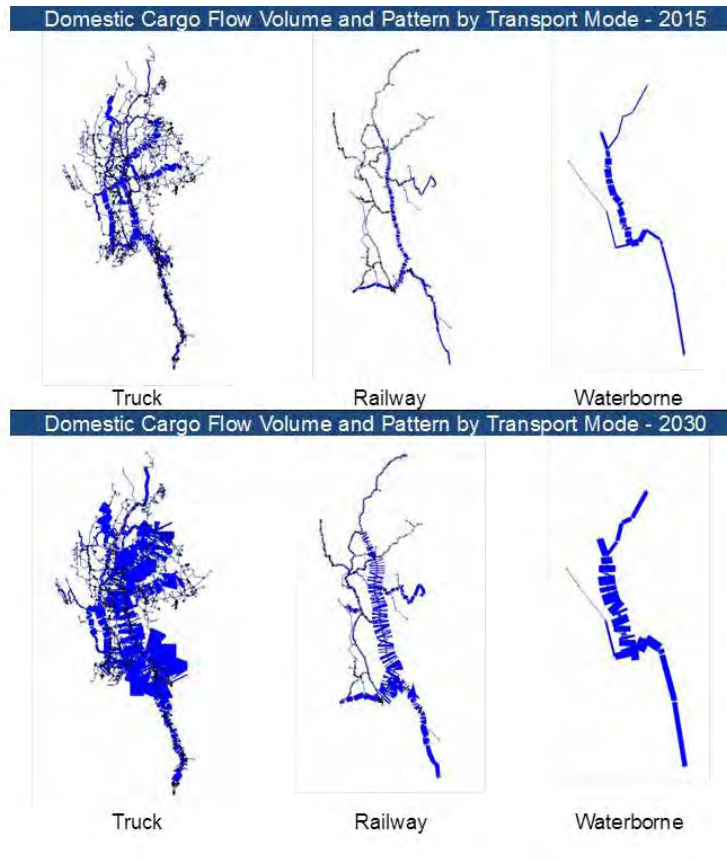 Domestic Cargo Flow Volume and Pattern by Transport Mode - 2015
Truck
Railway
Waterborne
Domestic Cargo Flow Volume and Pattern by Transport Mode - 2030
Truck
Railway
Waterborne